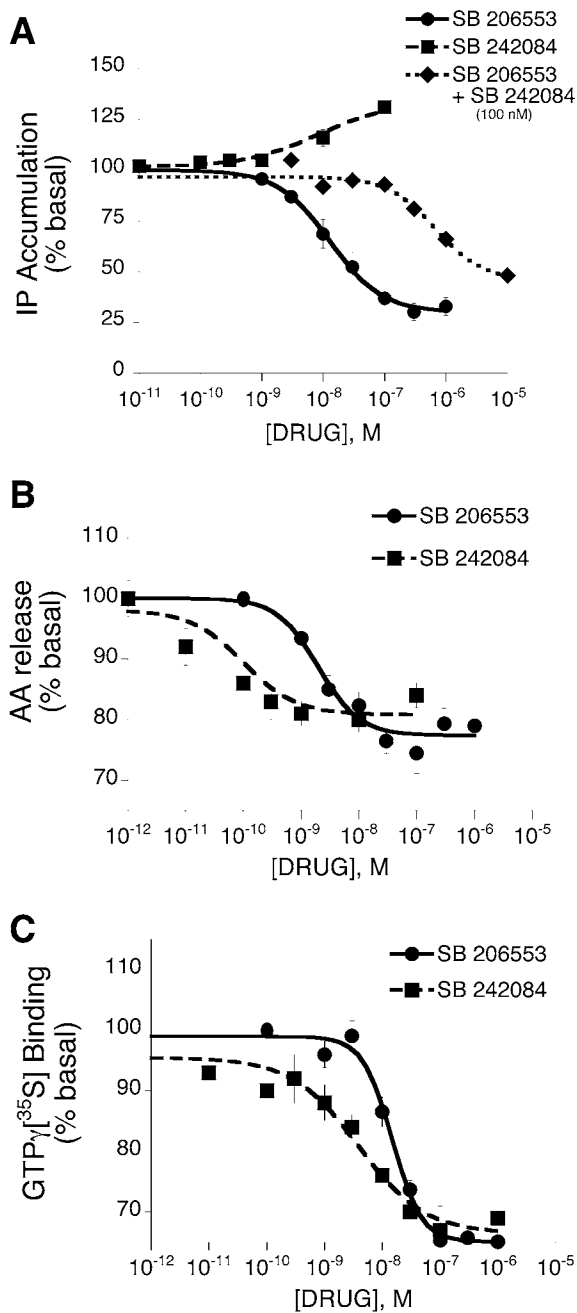 A
SB 206553
SB 242084
SB 206553
+ SB 242084
(100 nM)
IP Accumulation
(% basal)
150
125
100
75
50
25
0
10⁻¹¹ 10⁻¹⁰ 10⁻⁹ 10⁻⁸ 10⁻⁷ 10⁻⁶ 10⁻⁵
[DRUG], M
B
SB 206553
SB 242084
AA release
(% basal)
110
100
90
80
70
10⁻¹² 10⁻¹¹ 10⁻¹⁰ 10⁻⁹ 10⁻⁸ 10⁻⁷ 10⁻⁶ 10⁻⁵
[DRUG], M
C
SB 206553
SB 242084
GTPγ[³⁵S] Binding
(% basal)
110
100
90
80
70
10⁻¹² 10⁻¹¹ 10⁻¹⁰ 10⁻⁹ 10⁻⁸ 10⁻⁷ 10⁻⁶ 10⁻⁵
[DRUG], M